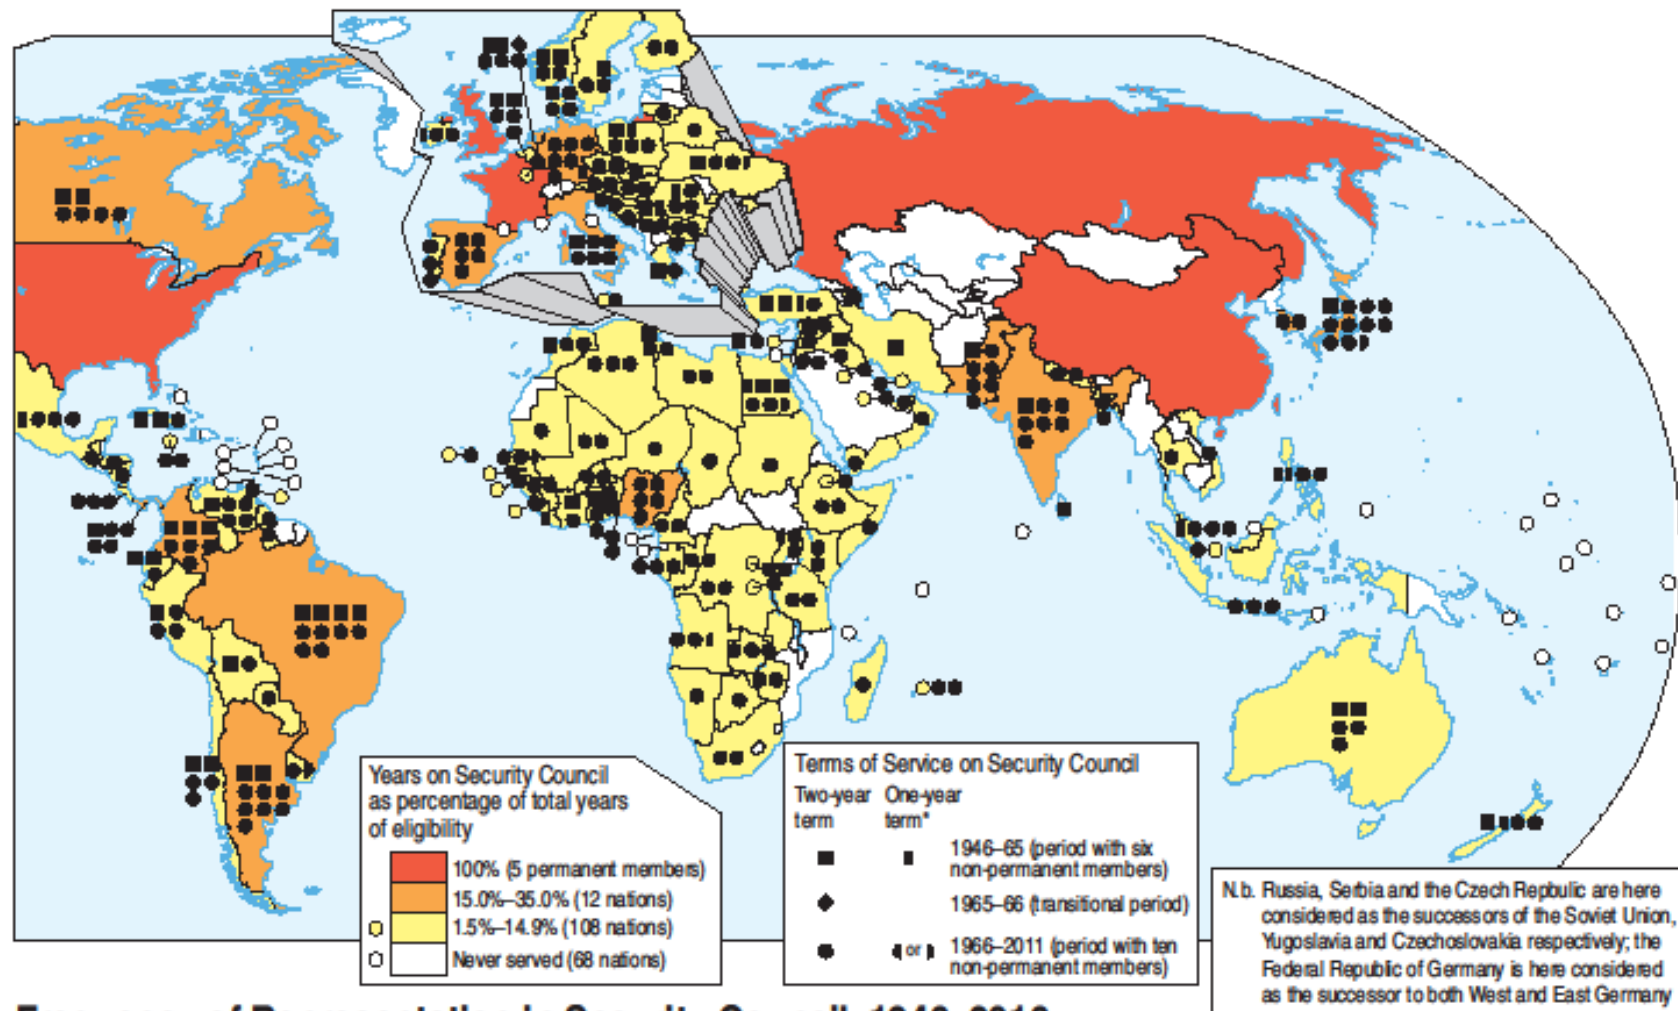 Years on Security Council
as percentage of total years
of eligibility
100% (5 permanent members)
15.0%–35.0% (12 nations)
1.5%–14.9% (108 nations)
Never served (68 nations)
Terms of Service on Security Council
Two-year One-year
term term*
1946–65 (period with six
non-permanent members)
1965–66 (transitional period)
or
1966–2011 (period with ten
non-permanent members)
N.b. Russia, Serbia and the Czech Repbulic are here
considered as the successors of the Soviet Union,
Yugoslavia and Czechoslovakia respectively; the
Federal Republic of Germany is here considered
as the successor to both West and East Germany